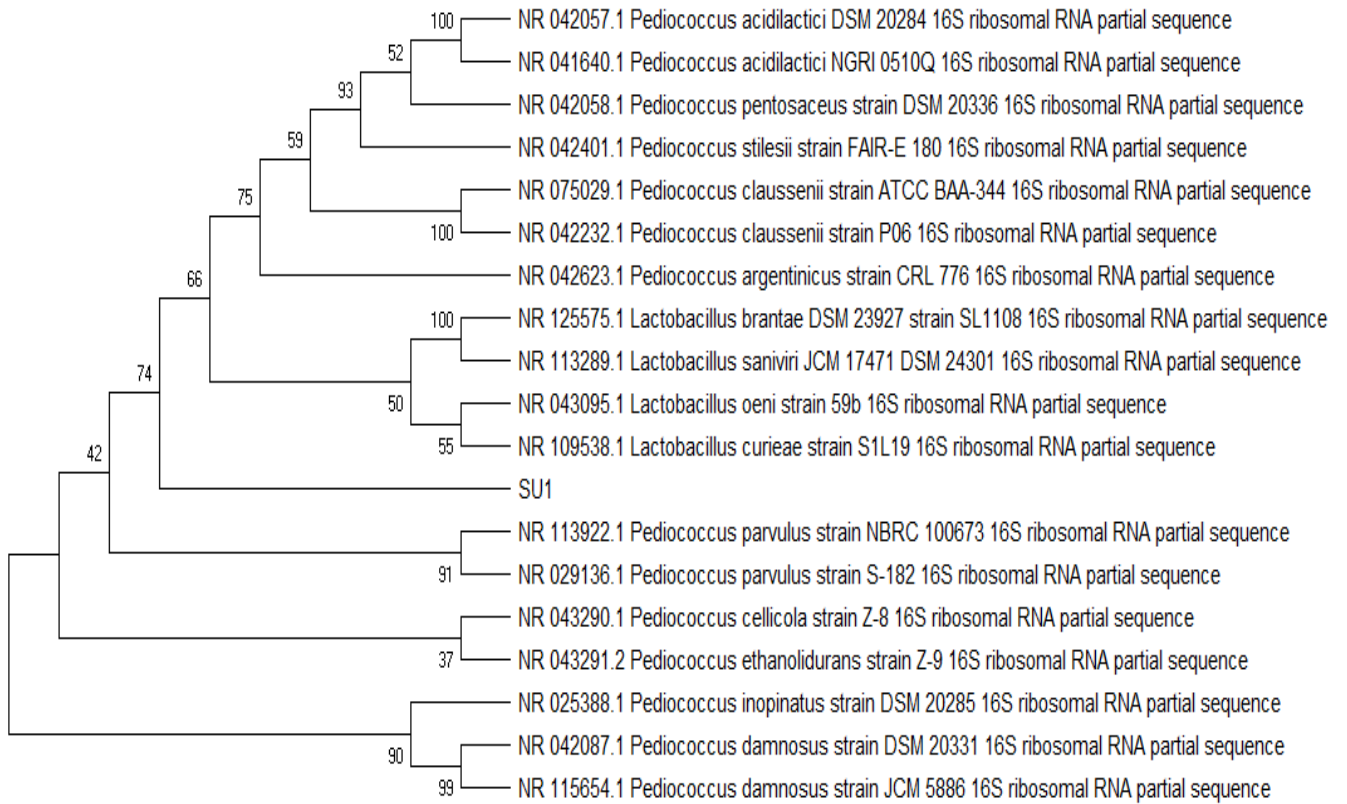 100
NR 042057.1 Pediococcus acidilactici DSM 20284 16S ribosomal RNA partial sequence
52
NR 041640.1 Pediococcus acidilactici NGRI 0510Q 16S ribosomal RNA partial sequence
93
NR 042058.1 Pediococcus pentosaceus strain DSM 20336 16S ribosomal RNA partial sequence
59
NR 042401.1 Pediococcus stilesii strain FAIR-E 180 16S ribosomal RNA partial sequence
75
NR 075029.1 Pediococcus claussenii strain ATCC BAA-344 16S ribosomal RNA partial sequence
100
NR 042232.1 Pediococcus claussenii strain P06 16S ribosomal RNA partial sequence
66
NR 042623.1 Pediococcus argentinicus strain CRL 776 16S ribosomal RNA partial sequence
100
NR 125575.1 Lactobacillus brantae DSM 23927 strain SL1108 16S ribosomal RNA partial sequence
74
NR 113289.1 Lactobacillus saniviri JCM 17471 DSM 24301 16S ribosomal RNA partial sequence
50
NR 043095.1 Lactobacillus oeni strain 59b 16S ribosomal RNA partial sequence
55
NR 109538.1 Lactobacillus curieae strain S1L19 16S ribosomal RNA partial sequence
42
SU1
NR 113922.1 Pediococcus parvulus strain NBRC 100673 16S ribosomal RNA partial sequence
91
NR 029136.1 Pediococcus parvulus strain S-182 16S ribosomal RNA partial sequence
NR 043290.1 Pediococcus cellicola strain Z-8 16S ribosomal RNA partial sequence
37
NR 043291.2 Pediococcus ethanolidurans strain Z-9 16S ribosomal RNA partial sequence
NR 025388.1 Pediococcus inopinatus strain DSM 20285 16S ribosomal RNA partial sequence
90
NR 042087.1 Pediococcus damnosus strain DSM 20331 16S ribosomal RNA partial sequence
99
NR 115654.1 Pediococcus damnosus strain JCM 5886 16S ribosomal RNA partial sequence